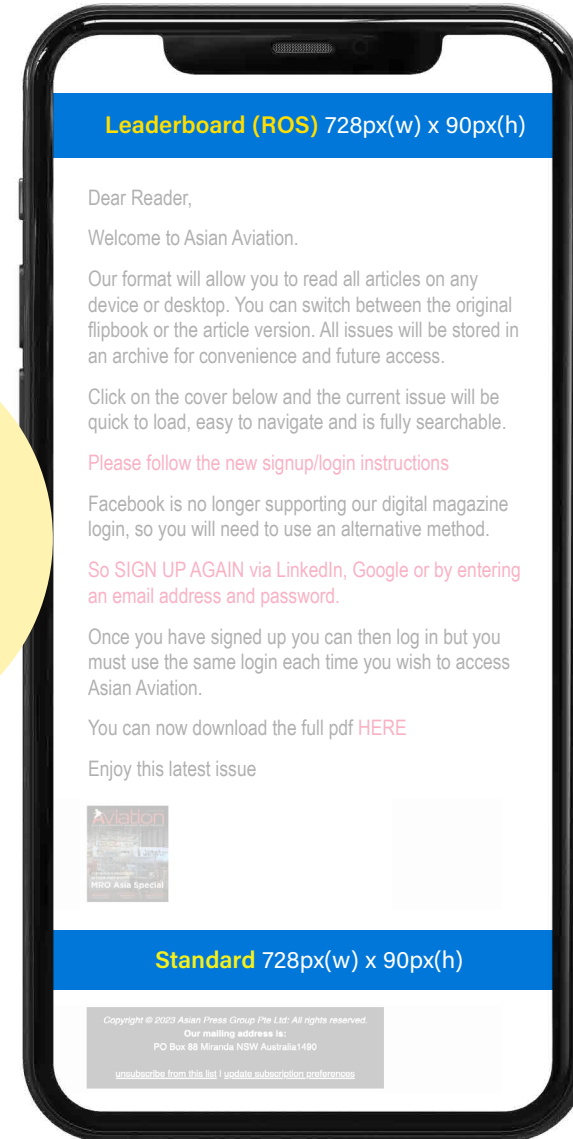 Leaderboard (ROS) 728px(w) x 90px(h)
Dear Reader,
Welcome to Asian Aviation.
Our format will allow you to read all articles on any
device or desktop. You can switch between the original
flipbook or the article version. All issues will be stored in
an archive for convenience and future access.
Click on the cover below and the current issue will be
quick to load, easy to navigate and is fully searchable.
Please follow the new signup/login instructions
Facebook is no longer supporting our digital magazine
login, so you will need to use an alternative method.
So SIGN UP AGAIN via LinkedIn, Google or by entering
an email address and password.
Once you have signed up you can then log in but you
must use the same login each time you wish to access
Asian Aviation.
You can now download the full pdf HERE
Enjoy this latest issue
Aviation
MRO Asia Special
Standard 728px(w) x 90px(h)
Copyright © 2023 Asian Press Group Pte Ltd: All rights reserved.
Our mailing address is:
PO Box 88 Miranda NSW Australia1490
unsubscribe from this list | update subscription preferences